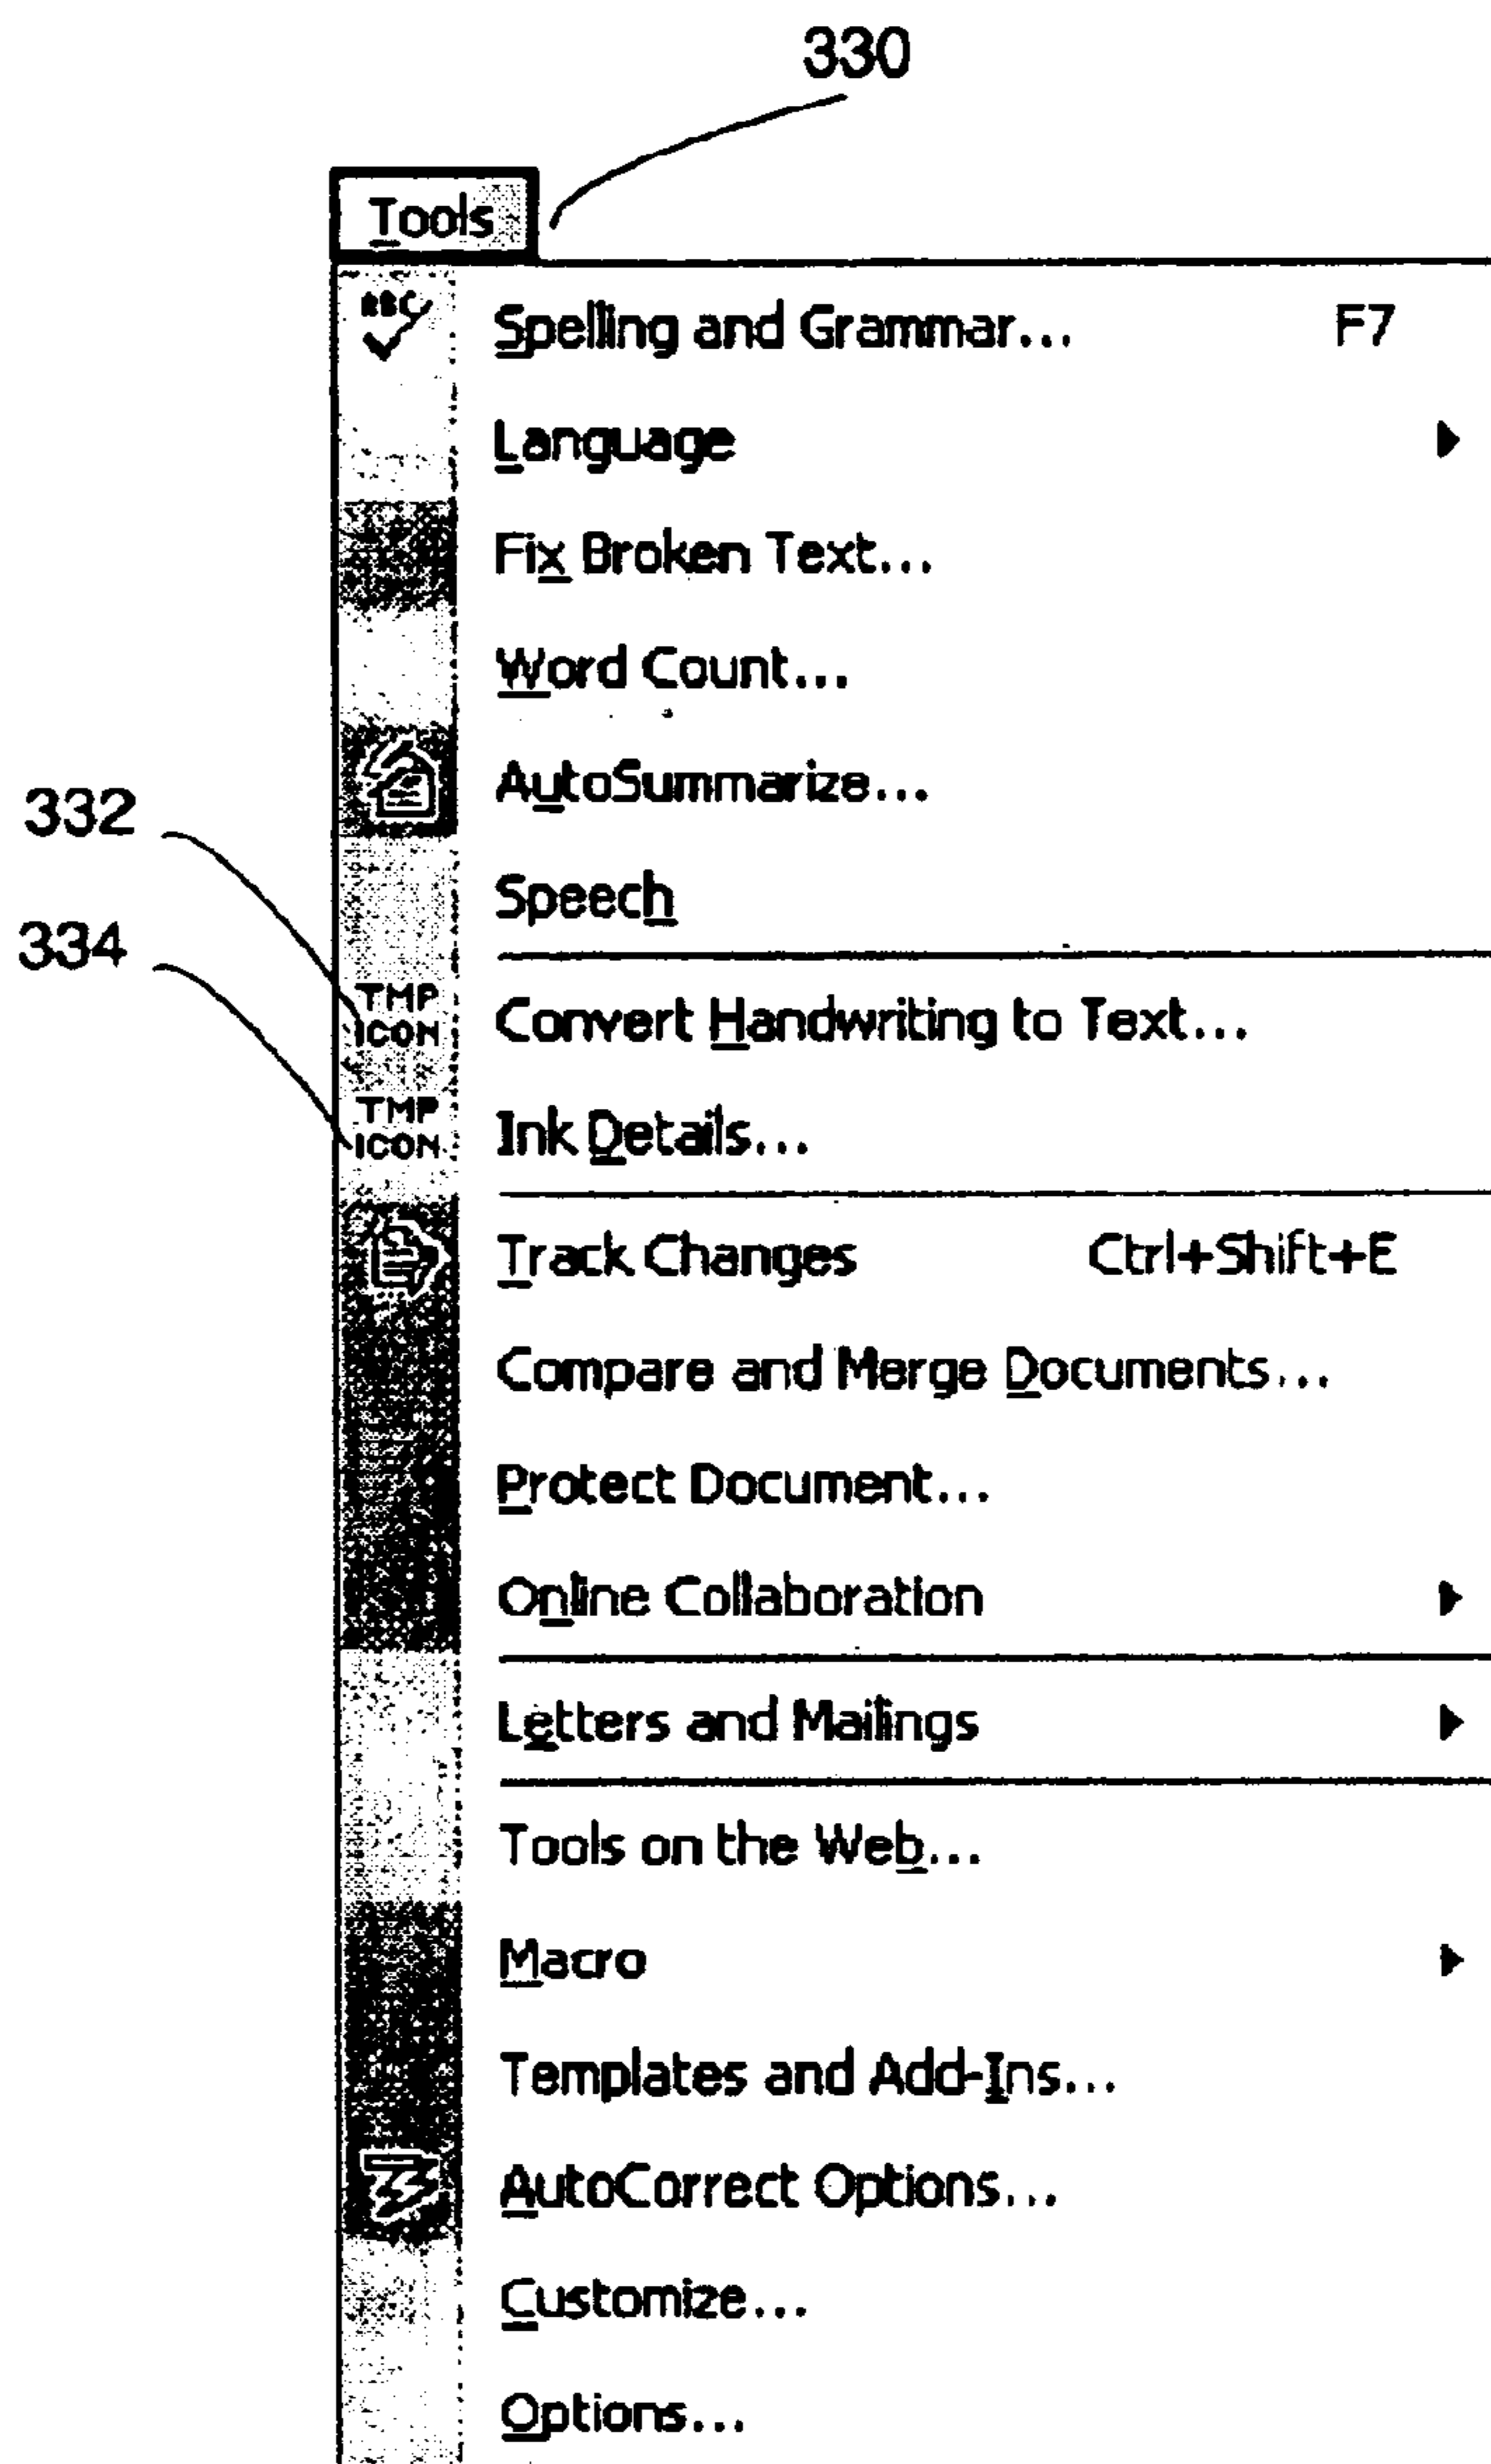 330
Tools
ABC
Spelling and Grammar... F7
Language
Fix Broken Text...
Word Count...
AutoSummarize...
332
Speech
334
TMP
ICON
Convert Handwriting to Text...
TMP
ICON
Ink Details...
Track Changes Ctrl+Shift+E
Compare and Merge Documents...
Protect Document...
Online Collaboration
Letters and Mailings
Tools on the Web...
Macro
Templates and Add-Ins...
AutoCorrect Options...
Customize...
Options...